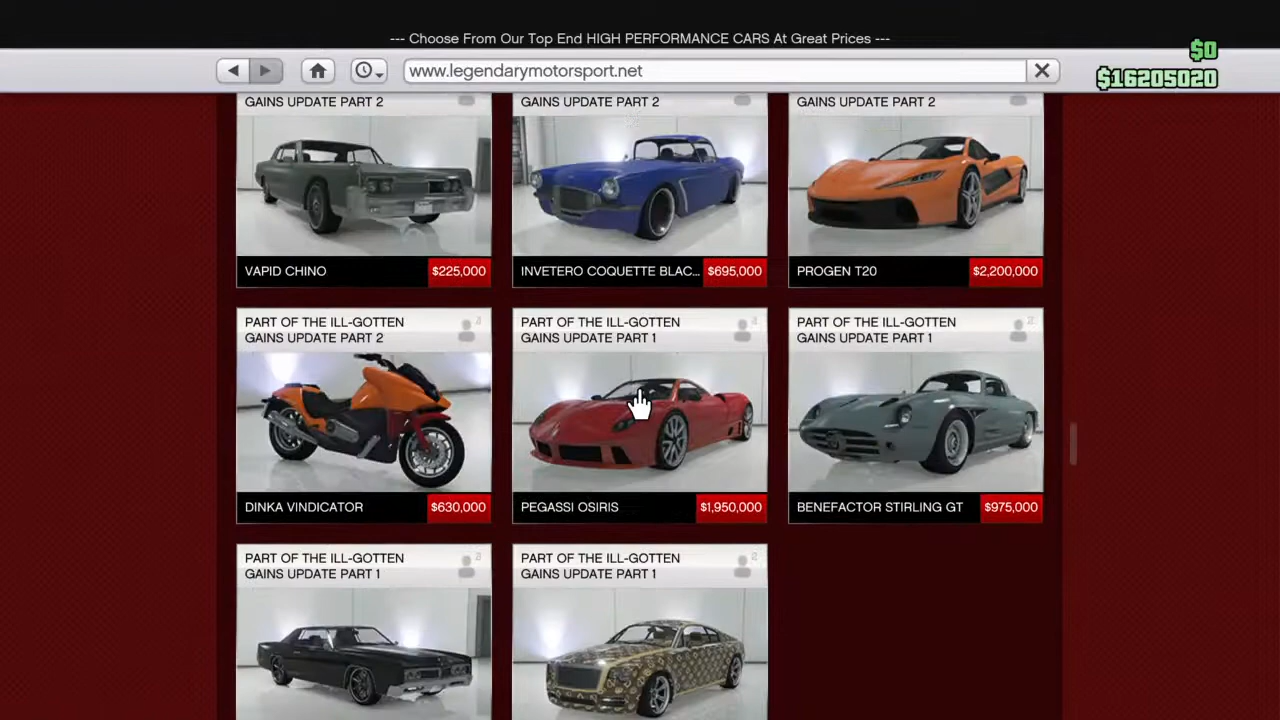 --- Choose From Our Top End HIGH PERFORMANCE CARS At Great Prices ---
$0
www.legendarymotorsport.net
$16205020
GAINS UPDATE PART 2
GAINS UPDATE PART 2
GAINS UPDATE PART 2
VAPID CHINO
$225,000
INVETERO COQUETTE BLAC...
$695,000
PROGEN T20
$2,200,000
PART OF THE ILL-GOTTEN
GAINS UPDATE PART 2
PART OF THE ILL-GOTTEN
GAINS UPDATE PART 1
PART OF THE ILL-GOTTEN
GAINS UPDATE PART 1
2
DINKA VINDICATOR
$630,000
PEGASSI OSIRIS
$1,950,000
BENEFACTOR STIRLING GT
$975,000
PART OF THE ILL-GOTTEN
GAINS UPDATE PART 1
PART OF THE ILL-GOTTEN
GAINS UPDATE PART 1
2